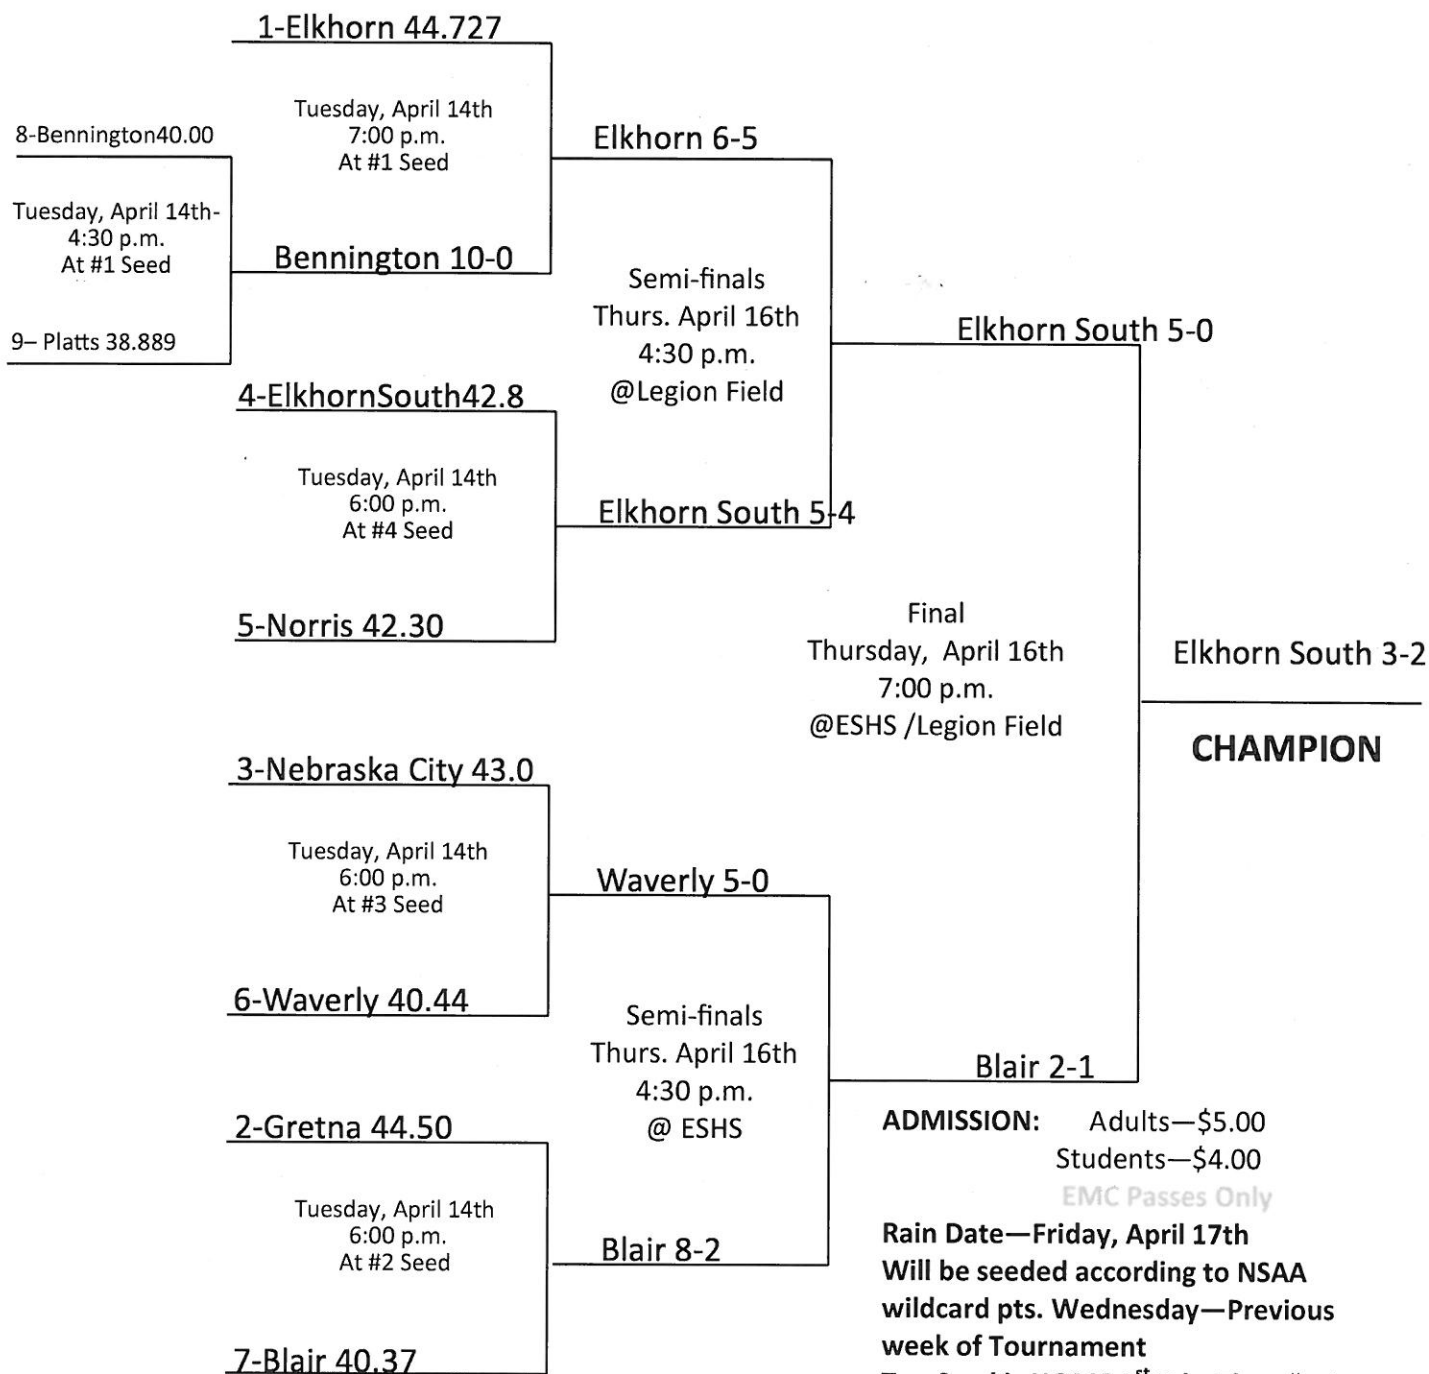 1-Elkhorn 44.727
Tuesday, April 14th
7:00 p.m.
At #1 Seed
8-Bennington40.00
Elkhorn 6-5
Tuesday, April 14th-
4:30 p.m.
At #1 Seed
Bennington 10-0
9– Platts 38.889
Semi-finals
Thurs. April 16th
4:30 p.m.
@Legion Field
Elkhorn South 5-0
4-ElkhornSouth42.8
Tuesday, April 14th
6:00 p.m.
At #4 Seed
Elkhorn South 5-4
5-Norris 42.30
Final
Thursday, April 16th
7:00 p.m.
@ESHS /Legion Field
Elkhorn South 3-2
CHAMPION
3-Nebraska City 43.0
Tuesday, April 14th
6:00 p.m.
At #3 Seed
Waverly 5-0
6-Waverly 40.44
Semi-finals
Thurs. April 16th
4:30 p.m.
@ ESHS
Blair 2-1
2-Gretna 44.50
Tuesday, April 14th
6:00 p.m.
At #2 Seed
Blair 8-2
7-Blair 40.37
ADMISSION: Adults—$5.00
Students—$4.00
EMC Passes Only
Rain Date—Friday, April 17th
Will be seeded according to NSAA
wildcard pts. Wednesday—Previous
week of Tournament